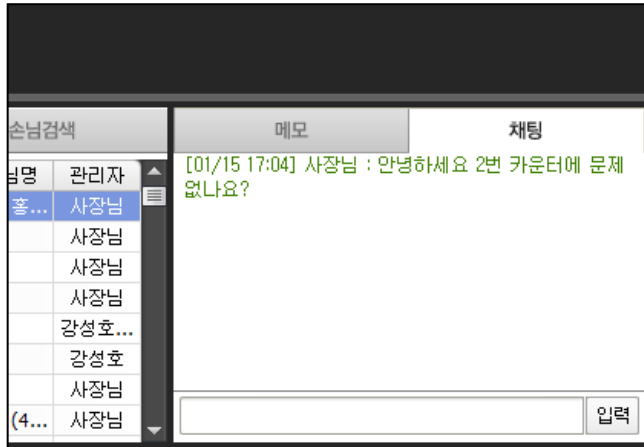 손님검색
메모
채팅
님명
관리자
홍...
사장님
사장님
사장님
사장님
강성호...
강성호
사장님
(4...
사장님
[01/15 17:04] 사장님 : 안녕하세요 2번 카운터에 문제
없나요?
입력